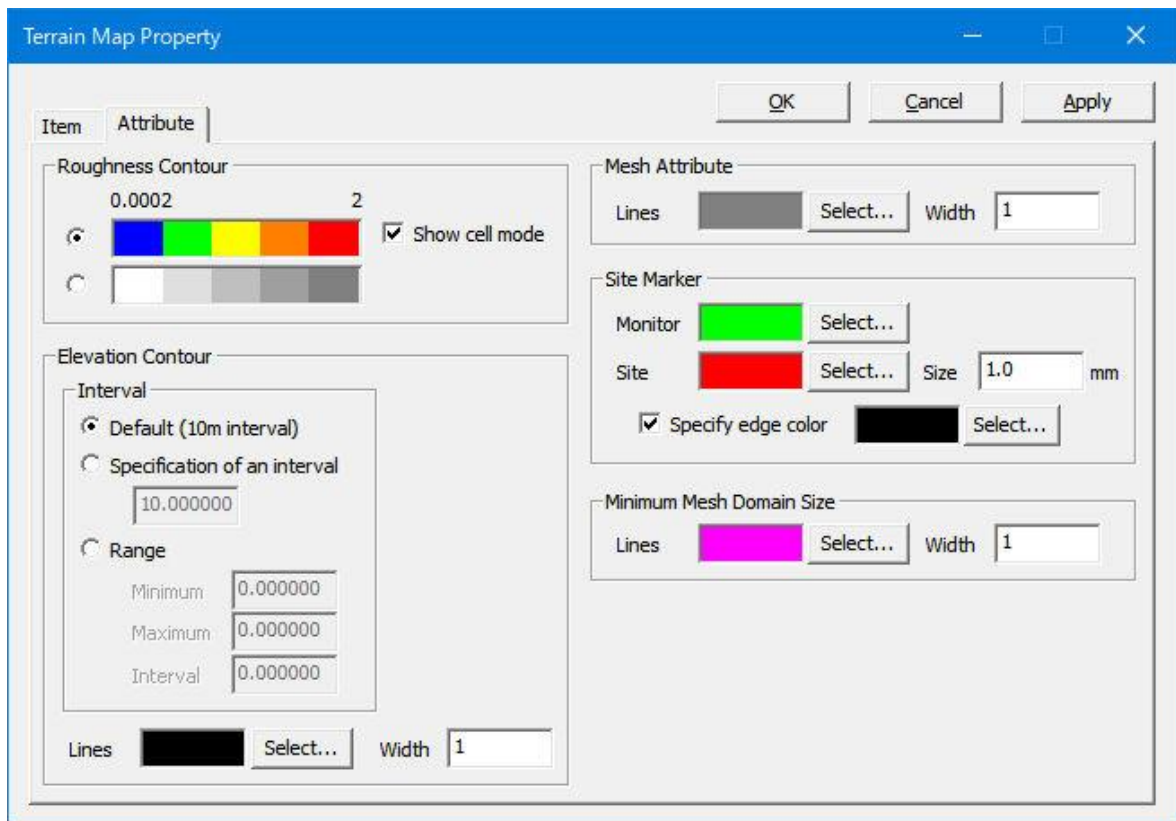 Terrain Map Property
OK Cancel Apply
Item Attribute
Roughness Contour
0.0002 2
Show cell mode
Elevation Contour
Interval
Default (10m interval)
Specification of an interval
10.000000
Range
Minimum 0.000000
Maximum 0.000000
Interval 0.000000
Lines Select... Width 1
Mesh Attribute
Lines Select... Width 1
Site Marker
Monitor Select...
Site Select... Size 1.0 mm
Specify edge color Select...
Minimum Mesh Domain Size
Lines Select... Width 1